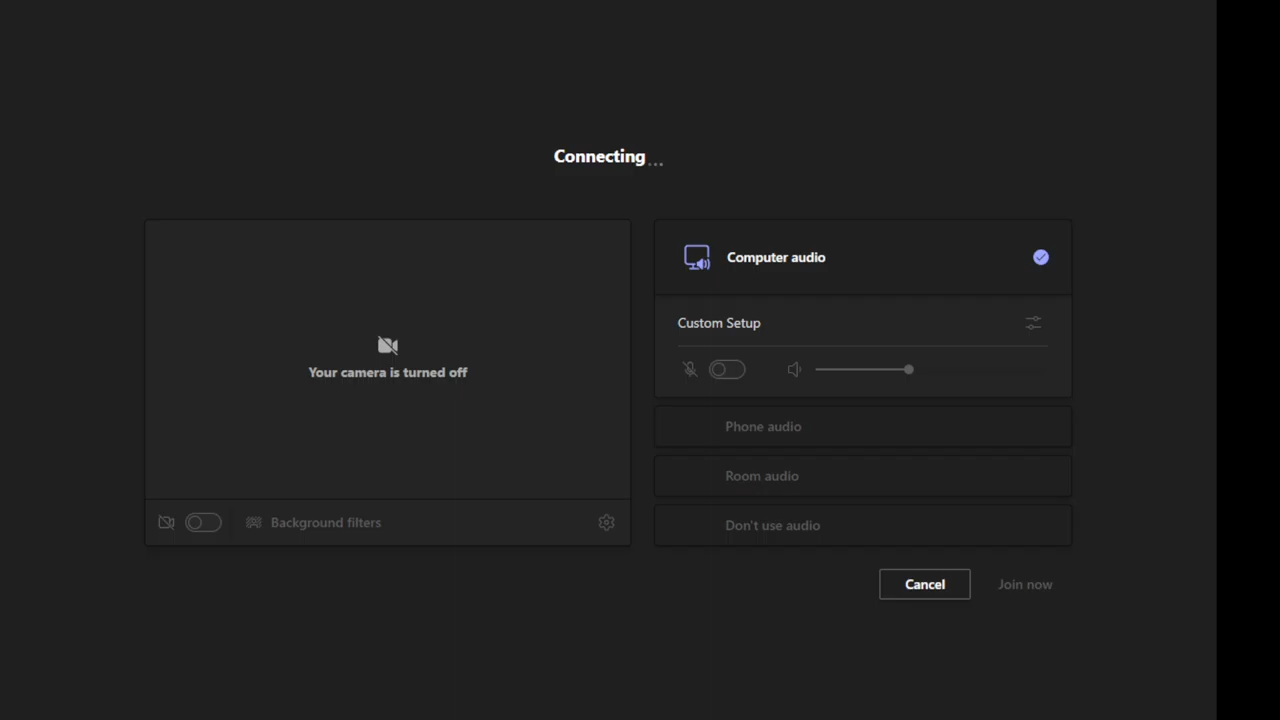 Connecting...
Your camera is turned off
Background filters
Computer audio
Custom Setup
Phone audio
Room audio
Don't use audio
Cancel
Join now